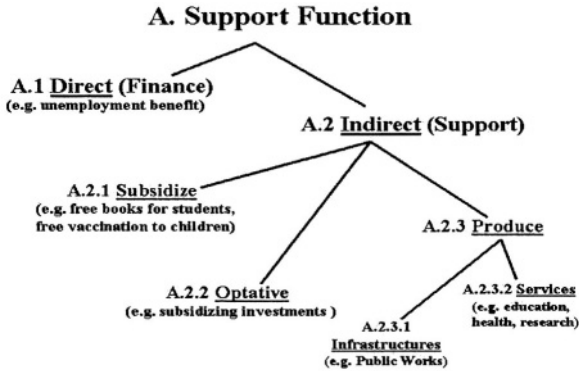 A. Support Function
A.1 Direct (Finance)
(e.g. unemployment benefit)
A.2 Indirect (Support)
A.2.1 Subsidize
(e.g. free books for students,
free vaccination to children)
A.2.2 Optative
(e.g. subsidizing investments )
A.2.3 Produce
A.2.3.1
Infrastructures
(e.g. Public Works)
A.2.3.2 Services
(e.g. education,
health, research)